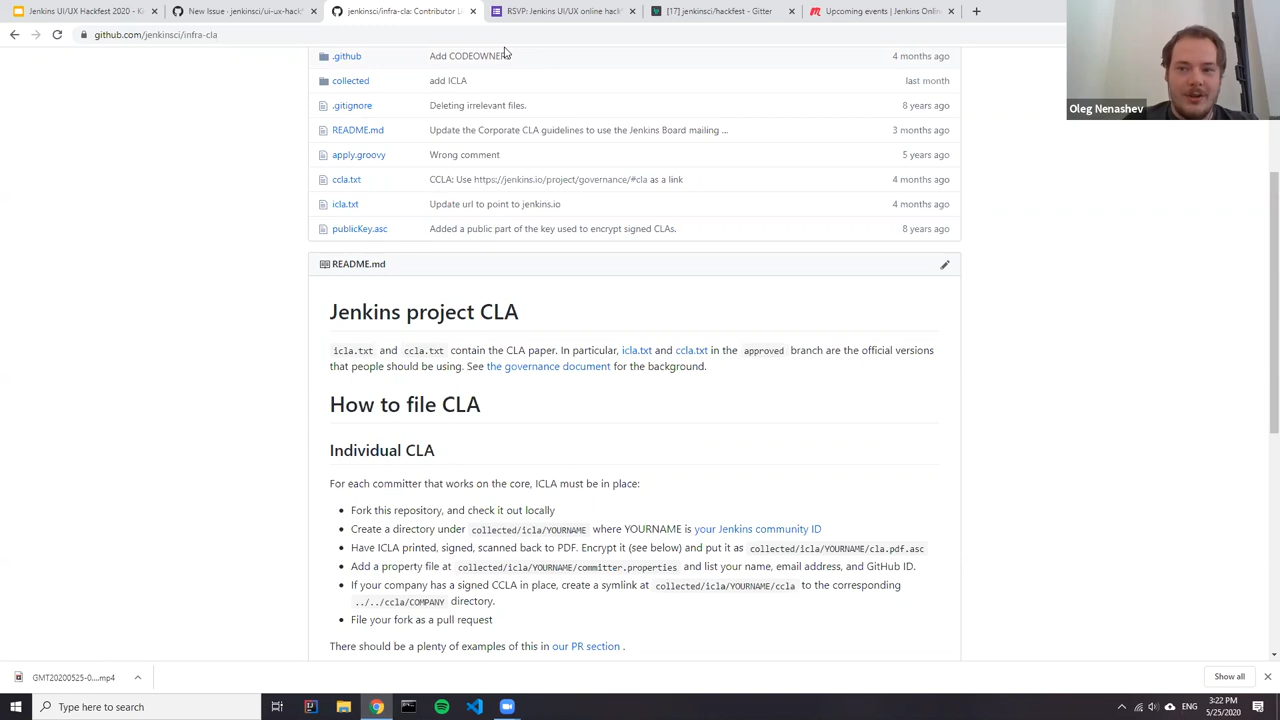 Jenkins UI/UX Hackfest 2020 - K
New Issue · jenkinsci/ui-ux-hack
jenkinsci/infra-cla: Contributor L
RSVP: Jenkins UI/UX online hack
[17] jenkinsci/hackfest - Gitter
Upcoming events | Jenkins Onlin
github.com/jenkinsci/infra-cla
.github Add CODEOWNER 4 months ago
collected add ICLA last month
.gitignore Deleting irrelevant files. 8 years ago
README.md Update the Corporate CLA guidelines to use the Jenkins Board mailing ... 3 months ago
apply.groovy Wrong comment 5 years ago
ccla.txt CCLA: Use https://jenkins.io/project/governance/#cla as a link 4 months ago
icla.txt Update url to point to jenkins.io 4 months ago
publicKey.asc Added a public part of the key used to encrypt signed CLAs. 8 years ago
README.md
Jenkins project CLA
icla.txt and ccla.txt contain the CLA paper. In particular, icla.txt and ccla.txt in the approved branch are the official versions
that people should be using. See the governance document for the background.
How to file CLA
Individual CLA
For each committer that works on the core, ICLA must be in place:
• Fork this repository, and check it out locally
• Create a directory under collected/icla/YOURNAME where YOURNAME is your Jenkins community ID
• Have ICLA printed, signed, scanned back to PDF. Encrypt it (see below) and put it as collected/icla/YOURNAME/cla.pdf.asc
• Add a property file at collected/icla/YOURNAME/committer.properties and list your name, email address, and GitHub ID.
• If your company has a signed CCLA in place, create a symlink at collected/icla/YOURNAME/ccla to the corresponding
../../ccla/COMPANY directory.
• File your fork as a pull request
There should be a plenty of examples of this in our PR section .
Oleg Nenashev
GMT20200525-0....mp4
Show all
Type here to search
ENG
3:22 PM
5/25/2020